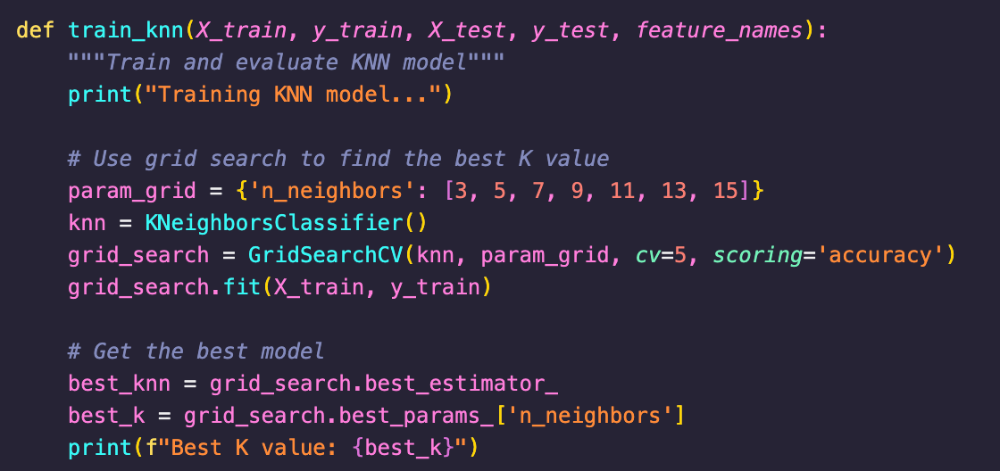 def train_knn(X_train, y_train, X_test, y_test, feature_names):
    """Train and evaluate KNN model"""
    print("Training KNN model...")

    # Use grid search to find the best K value
    param_grid = {'n_neighbors': [3, 5, 7, 9, 11, 13, 15]}
    knn = KNeighborsClassifier()
    grid_search = GridSearchCV(knn, param_grid, cv=5, scoring='accuracy')
    grid_search.fit(X_train, y_train)

    # Get the best model
    best_knn = grid_search.best_estimator_
    best_k = grid_search.best_params_['n_neighbors']
    print(f"Best K value: {best_k}")